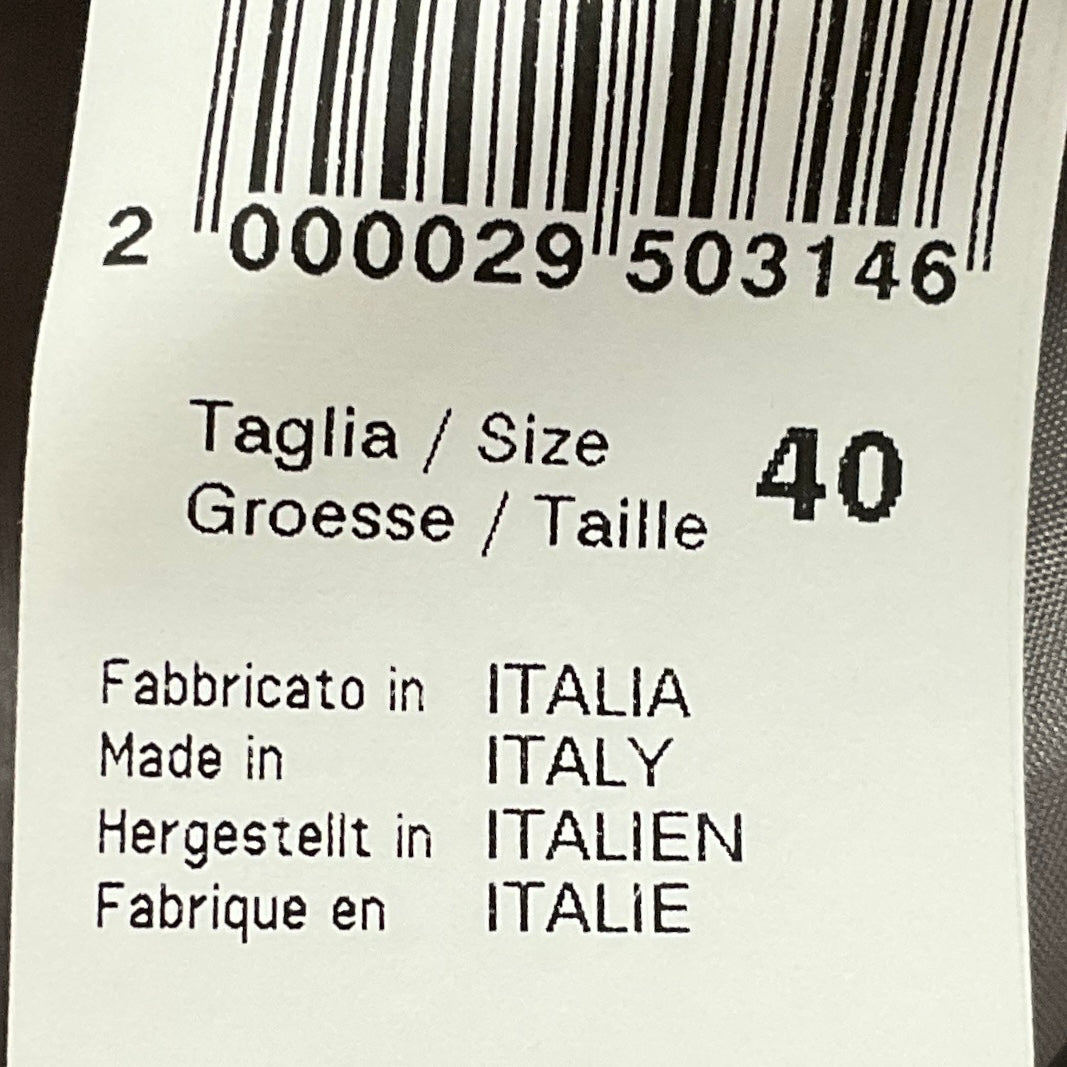 2 000029 503146
Taglia / Size 40
Groesse / Taille
Fabbricato in ITALIA
Made in ITALY
Hergestellt in ITALIEN
Fabrique en ITALIE